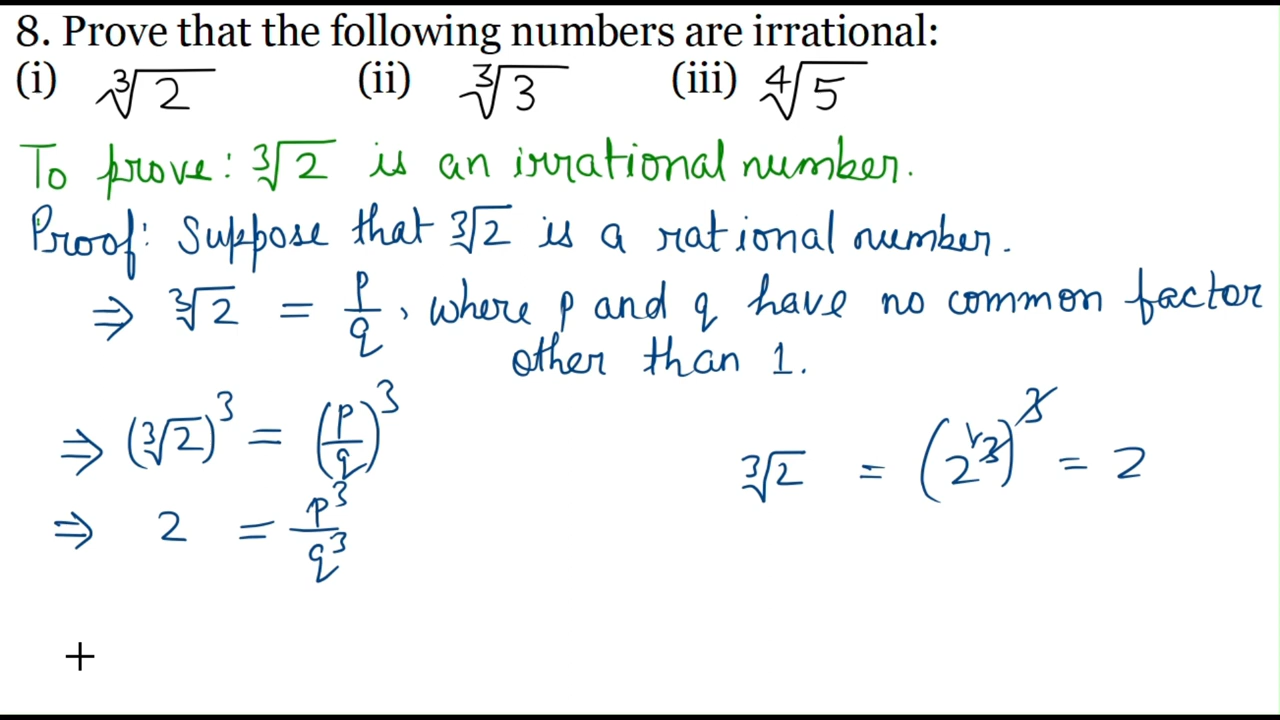 8. Prove that the following numbers are irrational:
(i) ∛2 (ii) ∛3 (iii) ∜5
To prove: ∛2 is an irrational number.
Proof: Suppose that ∛2 is a rational number.
⇒ ∛2 = p/q, where p and q have no common factor
other than 1.
⇒ (∛2)³ = (p/q)³
∛2 = (2^1/3)^3 = 2
⇒ 2 = p³/q³